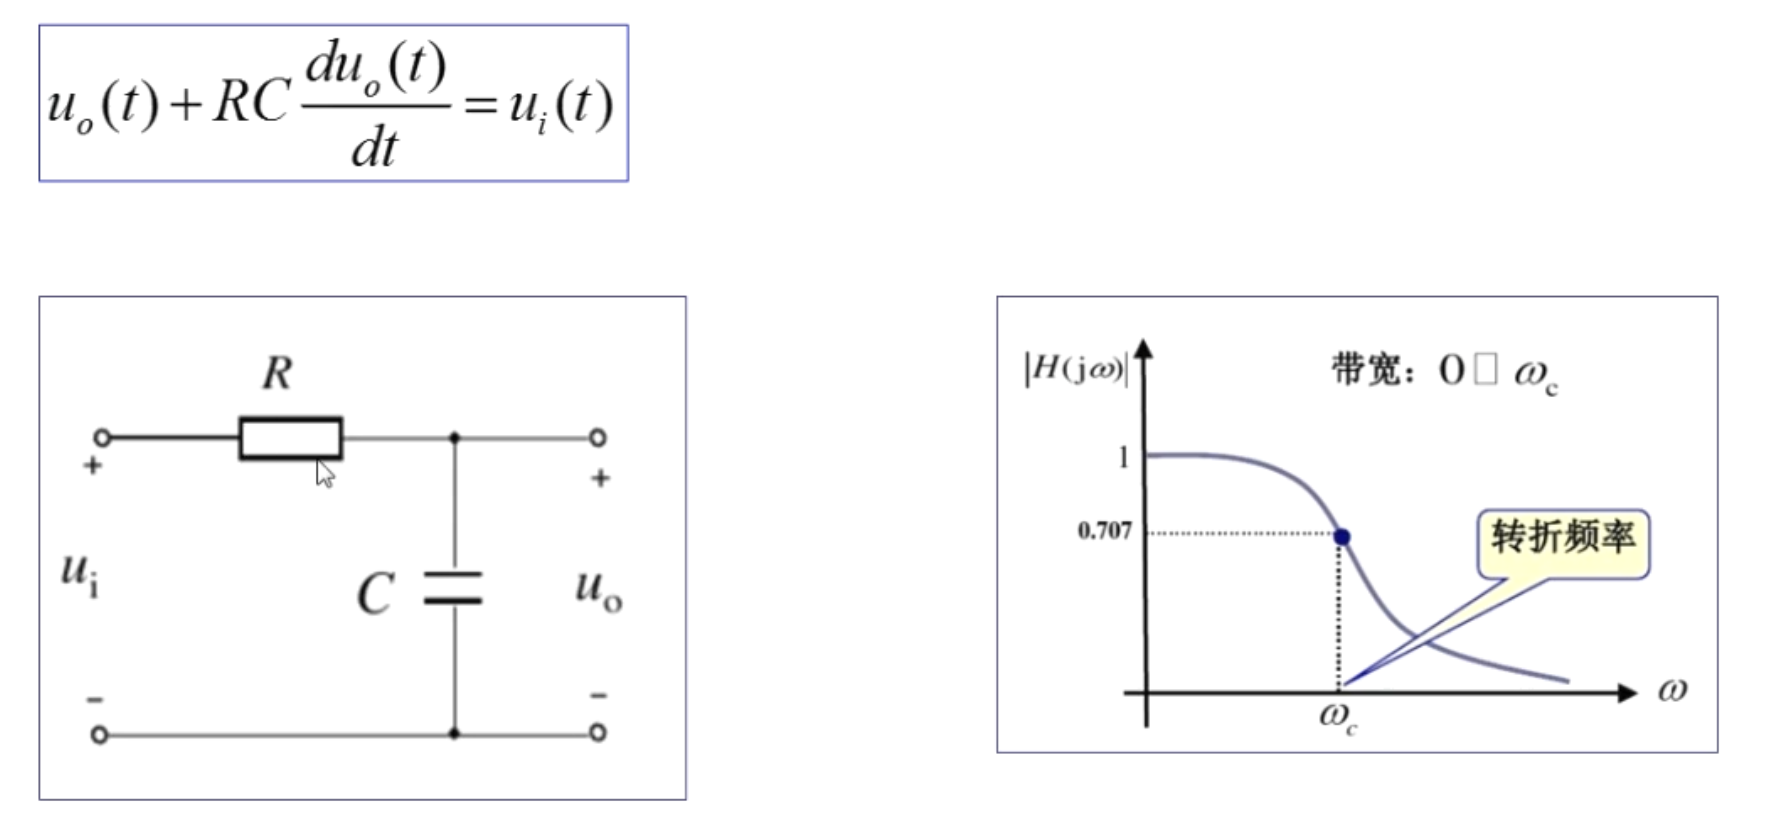 u_o(t)+RC du_o(t)/dt=u_i(t)
R
+
+
u_i
C
u_o
−
−
|H(jω)|
带宽：0□ ω_c
1
0.707
转折频率
ω
ω_c